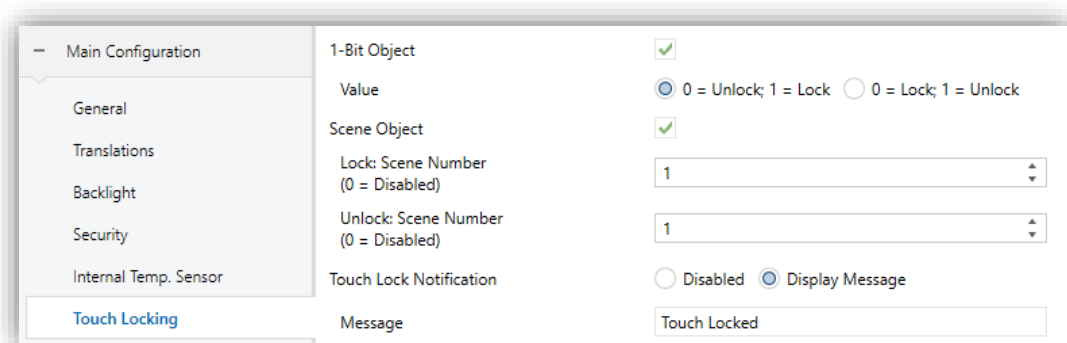 Main Configuration
General
Translations
Backlight
Security
Internal Temp. Sensor
Touch Locking
1-Bit Object
Value
0 = Unlock; 1 = Lock
0 = Lock; 1 = Unlock
Scene Object
Lock: Scene Number
(0 = Disabled)
1
Unlock: Scene Number
(0 = Disabled)
1
Touch Lock Notification
Disabled
Display Message
Message
Touch Locked